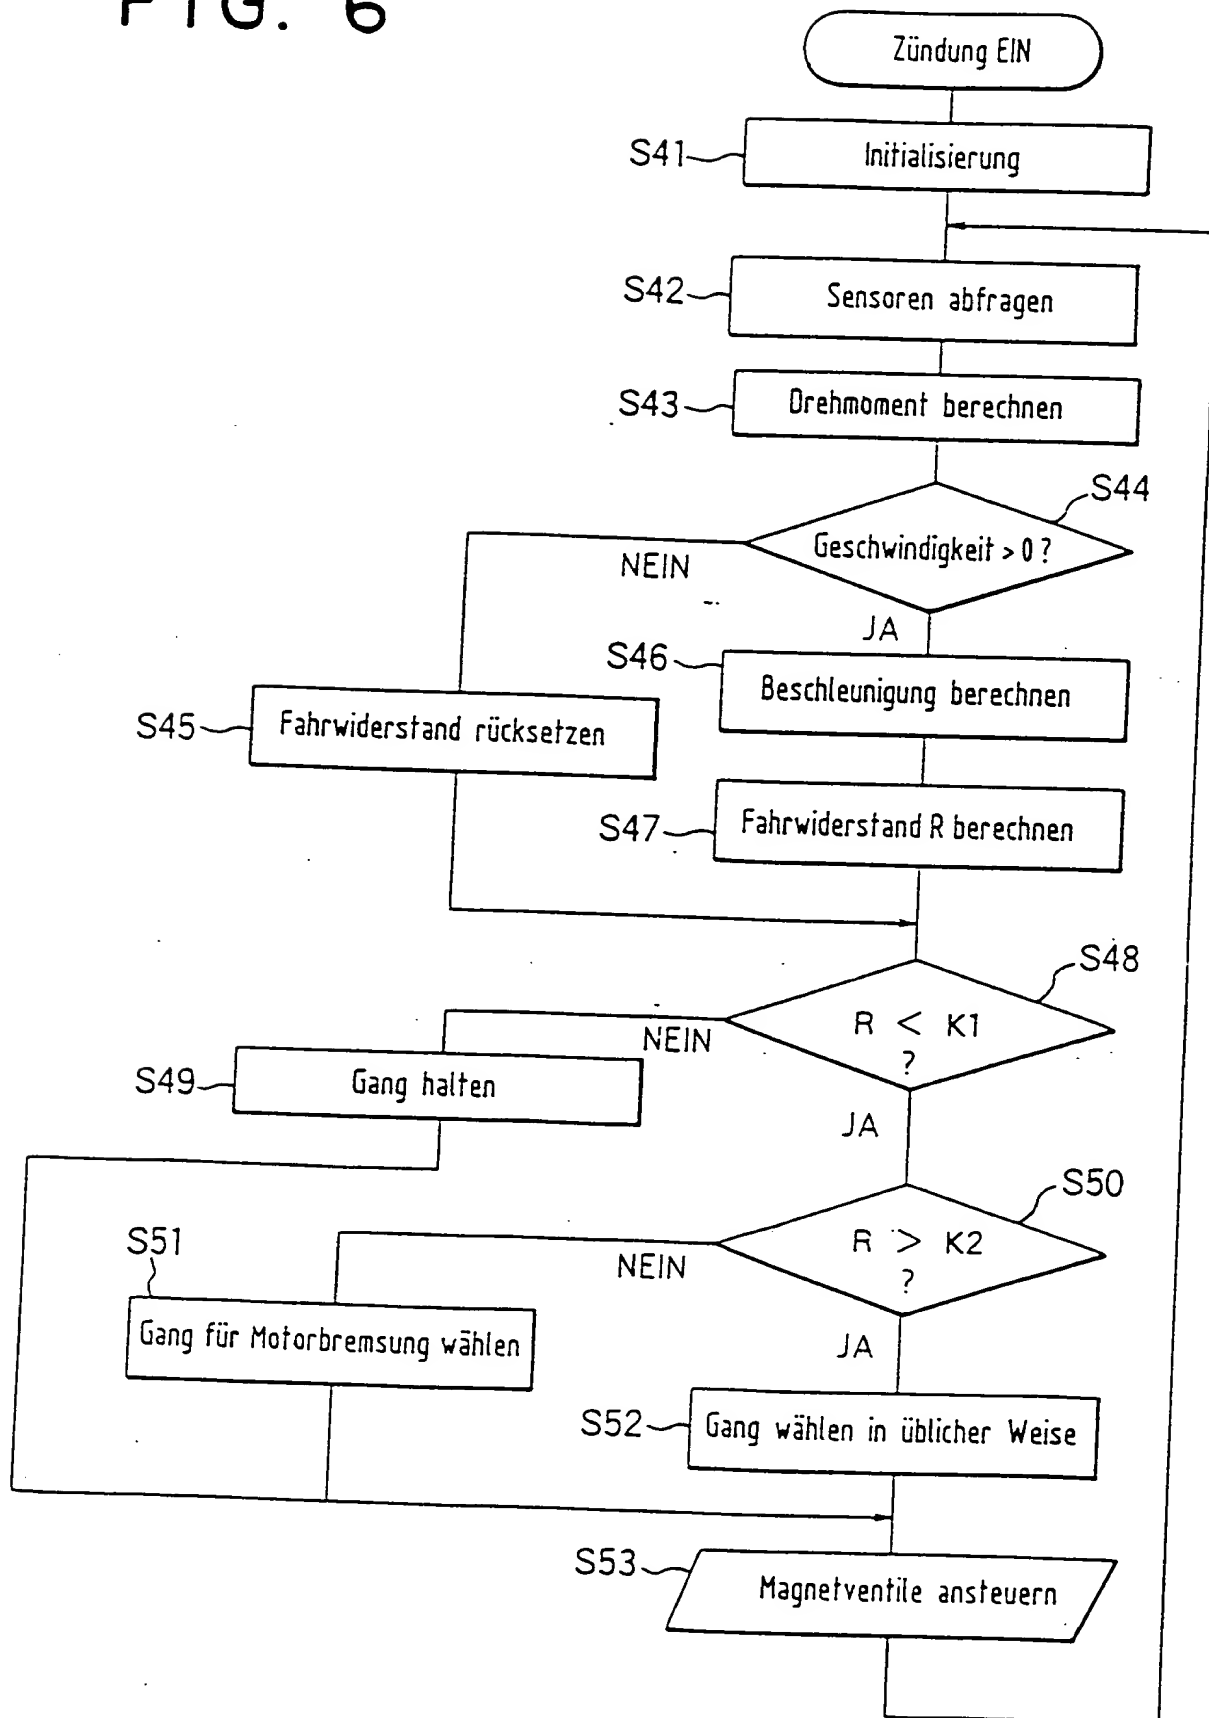 FIG. 6
Zündung EIN
S41
Initialisierung
S42
Sensoren abfragen
S43
Drehmoment berechnen
S44
Geschwindigkeit > 0 ?
NEIN
JA
S46
Beschleunigung berechnen
S45
Fahrwiderstand rücksetzen
S47
Fahrwiderstand R berechnen
S48
R < K1
?
NEIN
S49
Gang halten
JA
S50
R > K2
?
NEIN
S51
Gang für Motorbremsung wählen
JA
S52
Gang wählen in üblicher Weise
S53
Magnetventile ansteuern